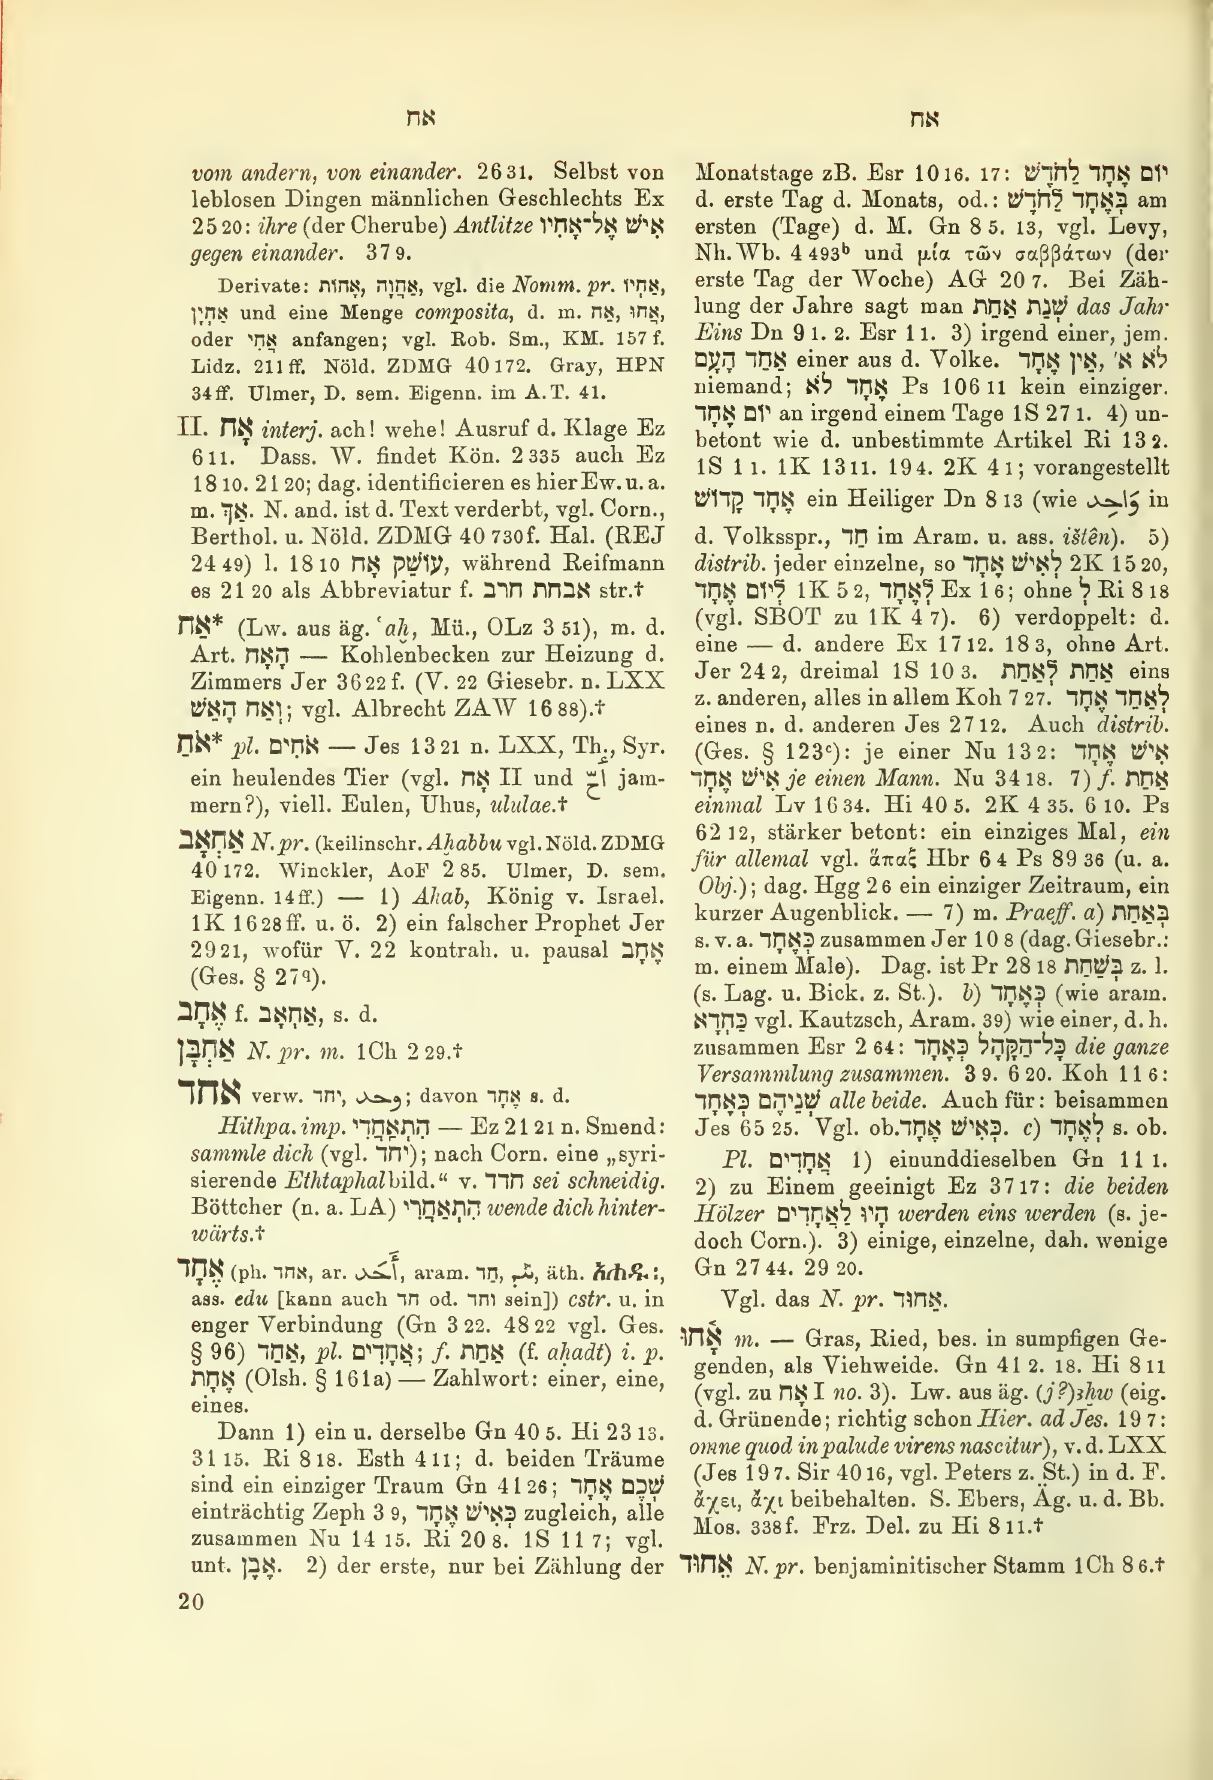 אח
אח
vom andern, von einander. 26 31. Selbst von
leblosen Dingen männlichen Geschlechts Ex
25 20: ihre (der Cherube) Antlitze אִישׁ אֶל־אָחִיו
gegen einander. 37 9.
Derivate: אָחוֹת, אַחֲוָה, vgl. die Nomm. pr. אַחְיוֹ,
אַחְיָן und eine Menge composita, d. m. אַח, אֲחוּ,
oder אֲחִי anfangen; vgl. Rob. Sm., KM. 157 f.
Lidz. 211 ff. Nöld. ZDMG 40 172. Gray, HPN
34 ff. Ulmer, D. sem. Eigenn. im A.T. 41.
II. אָח interj. ach! wehe! Ausruf d. Klage Ez
6 11. Dass. W. findet Kön. 2 335 auch Ez
18 10. 21 20; dag. identificieren es hier Ew. u. a.
m. אַךְ. N. and. ist d. Text verderbt, vgl. Corn.,
Berthol. u. Nöld. ZDMG 40 730 f. Hal. (REJ
24 49) l. 18 10 עוֹשֵׁק אָח, während Reifmann
es 21 20 als Abbreviatur f. אבחת חרב str.†
אַח* (Lw. aus äg. ʿaḫ, Mü., OLz 3 51), m. d.
Art. הָאָח — Kohlenbecken zur Heizung d.
Zimmers Jer 36 22 f. (V. 22 Giesebr. n. LXX
וְאֵשׁ הָאָח; vgl. Albrecht ZAW 16 88).†
אֹחַ* pl. אֹחִים — Jes 13 21 n. LXX, Th., Syr.
ein heulendes Tier (vgl. אָח II und أَحَّ jam-
mern?), viell. Eulen, Uhus, ululae.†
אַחְאָב N. pr. (keilinschr. Aḫabbu vgl. Nöld. ZDMG
40 172. Winckler, AoF 2 85. Ulmer, D. sem.
Eigenn. 14 ff.) — 1) Ahab, König v. Israel.
1K 16 28 ff. u. ö. 2) ein falscher Prophet Jer
29 21, wofür V. 22 kontrah. u. pausal אֶחָב
(Ges. § 27q).
אֶחָב f. אַחְאָב, s. d.
אַחְבָּן N. pr. m. 1Ch 2 29.†
אחד verw. יחד, وحد; davon אֶחָד s. d.
Hithpa. imp. הִתְאַחֲדִי — Ez 21 21 n. Smend:
sammle dich (vgl. יחד); nach Corn. eine „syri-
sierende Ethtaphalbild.“ v. חדד sei schneidig.
Böttcher (n. a. LA) הִתְאַחֲרִי wende dich hinter-
wärts.†
אֶחָד (ph. אחד, ar. أَحَد, aram. חַד, äth. አሐዱ፡,
ass. edu [kann auch חד od. וחד sein]) cstr. u. in
enger Verbindung (Gn 3 22. 48 22 vgl. Ges.
§ 96) אַחַד, pl. אֲחָדִים; f. אַחַת (f. aḥadt) i. p.
אֶחָת (Olsh. § 161a) — Zahlwort: einer, eine,
eines.
Dann 1) ein u. derselbe Gn 40 5. Hi 23 13.
31 15. Ri 8 18. Esth 4 11; d. beiden Träume
sind ein einziger Traum Gn 41 26; שְׁכֶם אֶחָד
einträchtig Zeph 3 9, כְּאִישׁ אֶחָד zugleich, alle
zusammen Nu 14 15. Ri 20 8. 1S 11 7; vgl.
unt. אֶבֶן. 2) der erste, nur bei Zählung der
20
Monatstage zB. Esr 10 16. 17: יוֹם אֶחָד לַחֹדֶשׁ
d. erste Tag d. Monats, od.: בְּאֶחָד לַחֹדֶשׁ am
ersten (Tage) d. M. Gn 8 5. 13, vgl. Levy,
Nh. Wb. 4 493b und μία τῶν σαββάτων (der
erste Tag der Woche) AG 20 7. Bei Zäh-
lung der Jahre sagt man שְׁנַת אַחַת das Jahr
Eins Dn 9 1. 2. Esr 1 1. 3) irgend einer, jem.
אַחַד הָעָם einer aus d. Volke. אֵין אֶחָד, לֹא א'
niemand; אֶחָד לֹא Ps 106 11 kein einziger.
יוֹם אֶחָד an irgend einem Tage 1S 27 1. 4) un-
betont wie d. unbestimmte Artikel Ri 13 2.
1S 1 1. 1K 13 11. 19 4. 2K 4 1; vorangestellt
אֶחָד קָדוֹשׁ ein Heiliger Dn 8 13 (wie وَاحِد in
d. Volksspr., חַד im Aram. u. ass. ištên). 5)
distrib. jeder einzelne, so לְאִישׁ אֶחָד 2K 15 20,
לְיוֹם אֶחָד 1K 5 2, לְאֶחָד Ex 1 6; ohne לְ Ri 8 18
(vgl. SBOT zu 1K 4 7). 6) verdoppelt: d.
eine — d. andere Ex 17 12. 18 3, ohne Art.
Jer 24 2, dreimal 1S 10 3. אַחַת לְאַחַת eins
z. anderen, alles in allem Koh 7 27. לְאַחַד אֶחָד
eines n. d. anderen Jes 27 12. Auch distrib.
(Ges. § 123c): je einer Nu 13 2: אִישׁ אֶחָד
אִישׁ אֶחָד je einen Mann. Nu 34 18. 7) f. אַחַת
einmal Lv 16 34. Hi 40 5. 2K 4 35. 6 10. Ps
62 12, stärker betont: ein einziges Mal, ein
für allemal vgl. ἅπαξ Hbr 6 4 Ps 89 36 (u. a.
Obj.); dag. Hgg 2 6 ein einziger Zeitraum, ein
kurzer Augenblick. — 7) m. Praeff. a) בְּאַחַת
s. v. a. כְּאֶחָד zusammen Jer 10 8 (dag. Giesebr.:
m. einem Male). Dag. ist Pr 28 18 בְּשַׁחַת z. l.
(s. Lag. u. Bick. z. St.). b) כְּאֶחָד (wie aram.
כַּחֲדָא vgl. Kautzsch, Aram. 39) wie einer, d. h.
zusammen Esr 2 64: כָּל־הַקָּהָל כְּאֶחָד die ganze
Versammlung zusammen. 3 9. 6 20. Koh 11 6:
שְׁנֵיהֶם כְּאֶחָד alle beide. Auch für: beisammen
Jes 65 25. Vgl. ob. כְּאִישׁ אֶחָד. c) לְאֶחָד s. ob.
Pl. אֲחָדִים 1) einunddieselben Gn 11 1.
2) zu Einem geeinigt Ez 37 17: die beiden
Hölzer הָיוּ לַאֲחָדִים werden eins werden (s. je-
doch Corn.). 3) einige, einzelne, dah. wenige
Gn 27 44. 29 20.
Vgl. das N. pr. אֵחוּד.
אָחוּ m. — Gras, Ried, bes. in sumpfigen Ge-
genden, als Viehweide. Gn 41 2. 18. Hi 8 11
(vgl. zu אָח I no. 3). Lw. aus äg. (j?)ꜣḫw (eig.
d. Grünende; richtig schon Hier. ad Jes. 19 7:
omne quod in palude virens nascitur), v. d. LXX
(Jes 19 7. Sir 40 16, vgl. Peters z. St.) in d. F.
ἄχει, ἄχι beibehalten. S. Ebers, Äg. u. d. Bb.
Mos. 338 f. Frz. Del. zu Hi 8 11.†
אֵחוּד N. pr. benjaminitischer Stamm 1Ch 8 6.†